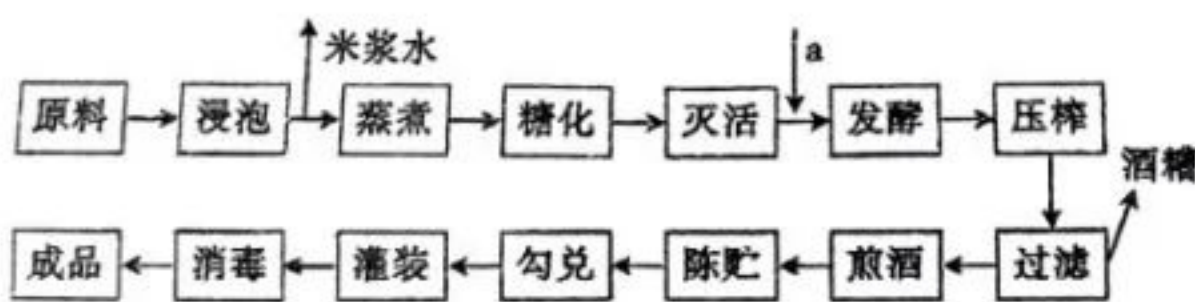 米浆水
a
原料 浸泡 蒸煮 糖化 灭活 发酵 压榨
酒糟
成品 消毒 灌装 勾兑 陈贮 煎酒 过滤